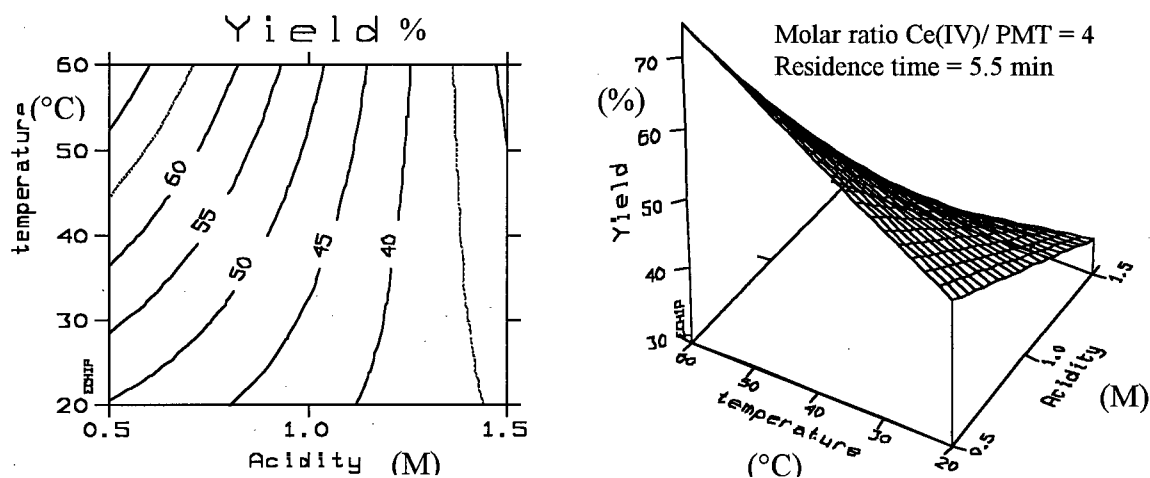 Yield %
60
(°C)
50
40
30
20
temperature
ECHIP
60
55
50
45
40
0.5
1.0
1.5
Acidity (M)
Molar ratio Ce(IV)/ PMT = 4
Residence time = 5.5 min
70
(%)
60
50
40
30
Yield
ECHIP
60
50
40
30
20
temperature
(°C)
0.5
1.0
1.5
Acidity
(M)